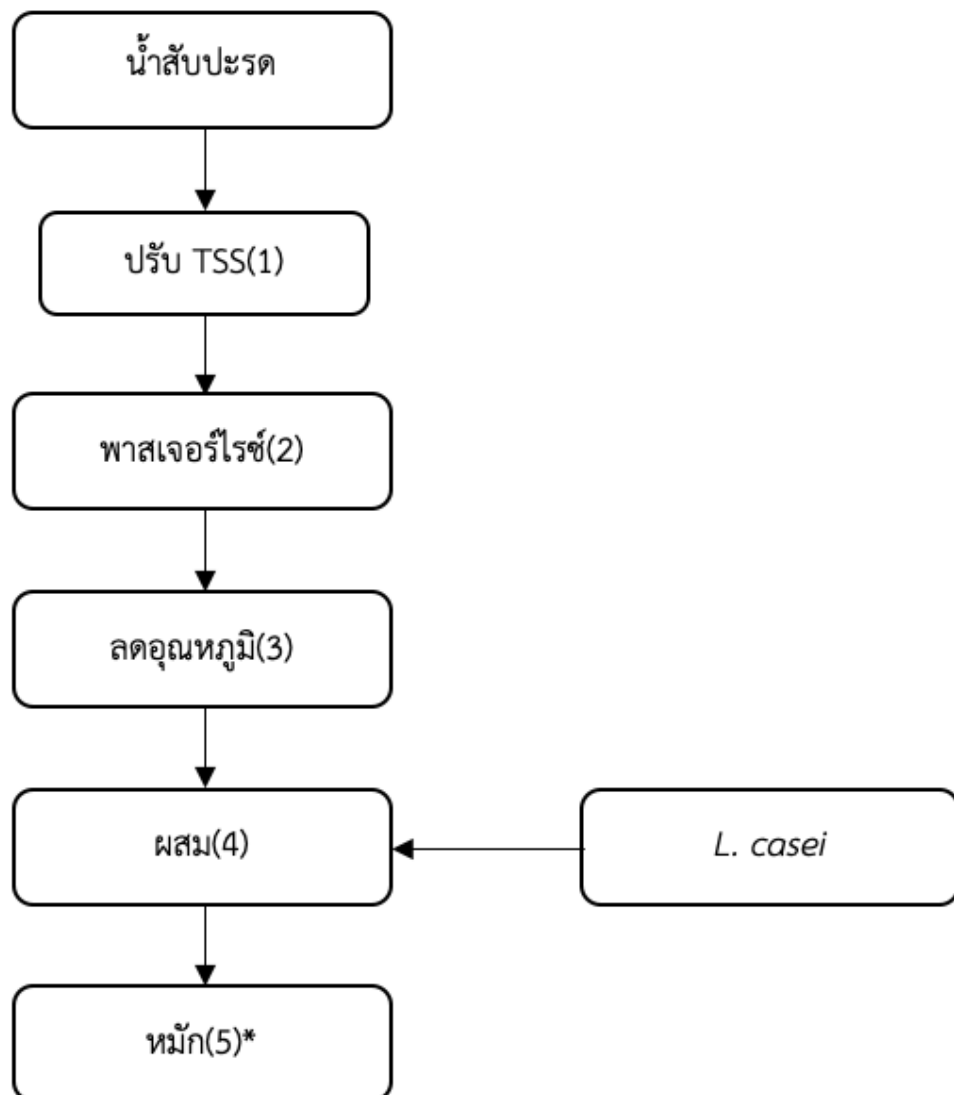 น้ำสับปะรด
ปรับ TSS(1)
พาสเจอร์ไรซ์(2)
ลดอุณหภูมิ(3)
ผสม(4)
L. casei
หมัก(5)*